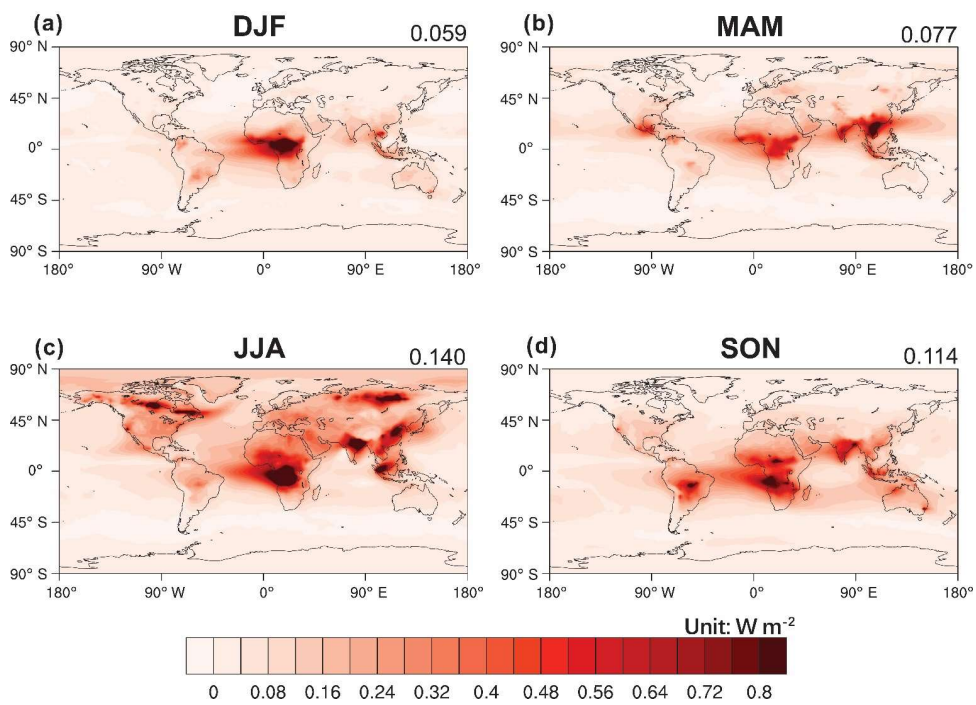 (a) DJF 0.059
90° N
45° N
0°
45° S
90° S
180° 90° W 0° 90° E 180°
(b) MAM 0.077
90° N
45° N
0°
45° S
90° S
180° 90° W 0° 90° E 180°
(c) JJA 0.140
90° N
45° N
0°
45° S
90° S
180° 90° W 0° 90° E 180°
(d) SON 0.114
90° N
45° N
0°
45° S
90° S
180° 90° W 0° 90° E 180°
Unit: W m⁻²
0 0.08 0.16 0.24 0.32 0.4 0.48 0.56 0.64 0.72 0.8